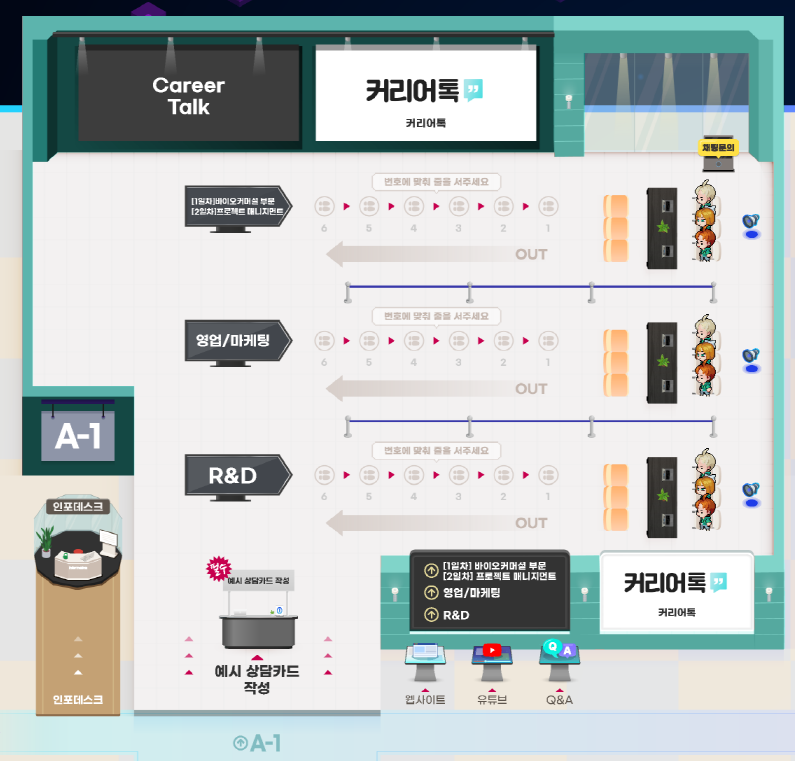 Career
Talk
커리어톡
커리어톡
채팅문의
[1일차]바이오커머셜 부문
[2일차]프로젝트 매니지먼트
번호에 맞춰 줄을 서주세요
6 5 4 3 2 1
OUT
영업/마케팅
번호에 맞춰 줄을 서주세요
6 5 4 3 2 1
OUT
A-1
R&D
번호에 맞춰 줄을 서주세요
6 5 4 3 2 1
OUT
인포데스크
인포데스크
필수
예시 상담카드 작성
예시 상담카드
작성
[1일차] 바이오커머셜 부문
[2일차] 프로젝트 매니지먼트
영업/마케팅
R&D
커리어톡
커리어톡
웹사이트
유튜브
Q A
Q&A
A-1